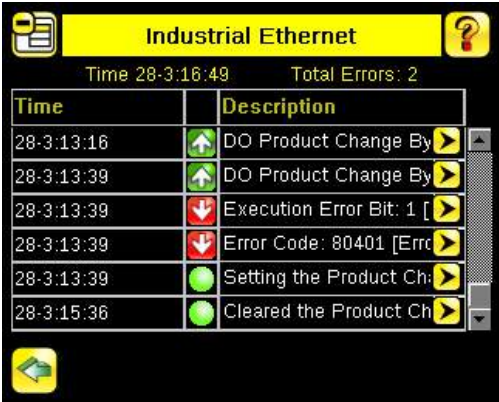 Industrial Ethernet
Time 28-3:16:49 Total Errors: 2
Time Description
28-3:13:16 DO Product Change By
28-3:13:39 DO Product Change By
28-3:13:39 Execution Error Bit: 1 [
28-3:13:39 Error Code: 80401 [Erro
28-3:13:39 Setting the Product Cha
28-3:15:36 Cleared the Product Ch